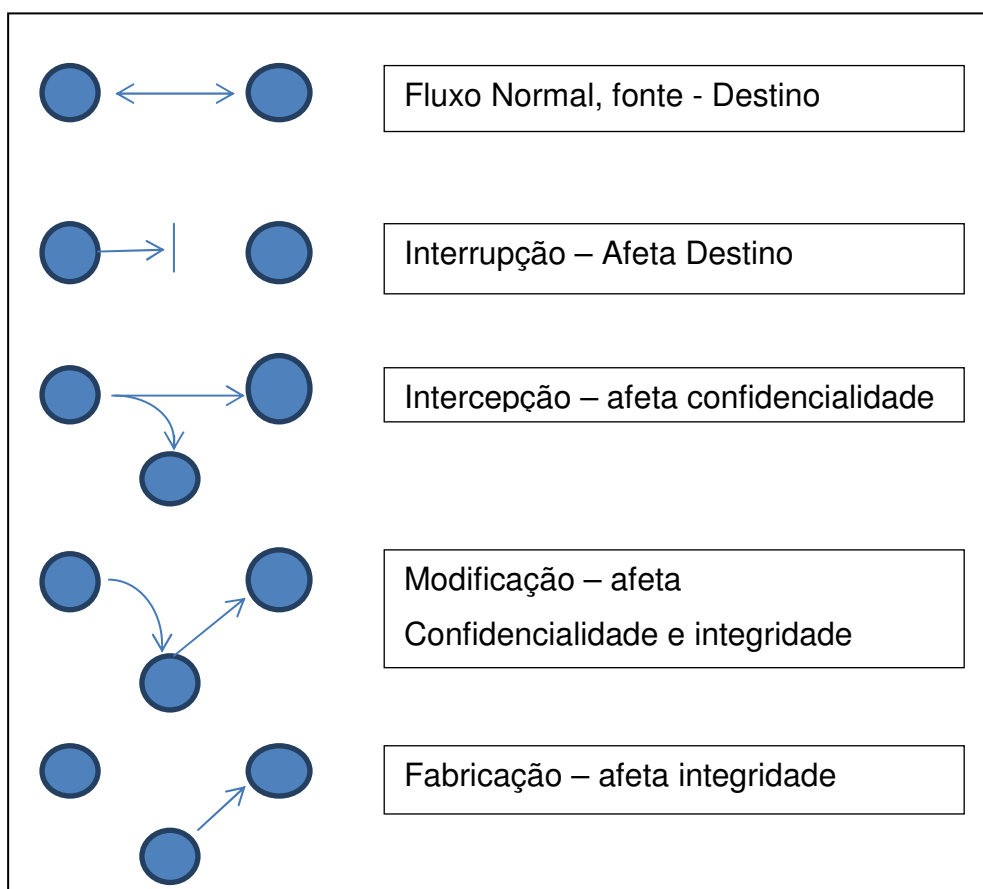 Fluxo Normal, fonte - Destino
Interrupção – Afeta Destino
Intercepção – afeta confidencialidade
Modificação – afeta
Confidencialidade e integridade
Fabricação – afeta integridade